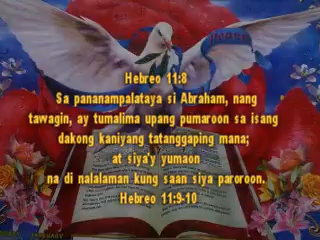 Hebreo 11:8
Sa pananampalataya si Abraham, nang
tawagin, ay tumalima upang pumaroon sa isang
dakong kaniyang tatanggaping mana;
at siya'y yumaon
na di nalalaman kung saan siya paroroon.
Hebreo 11:9-10